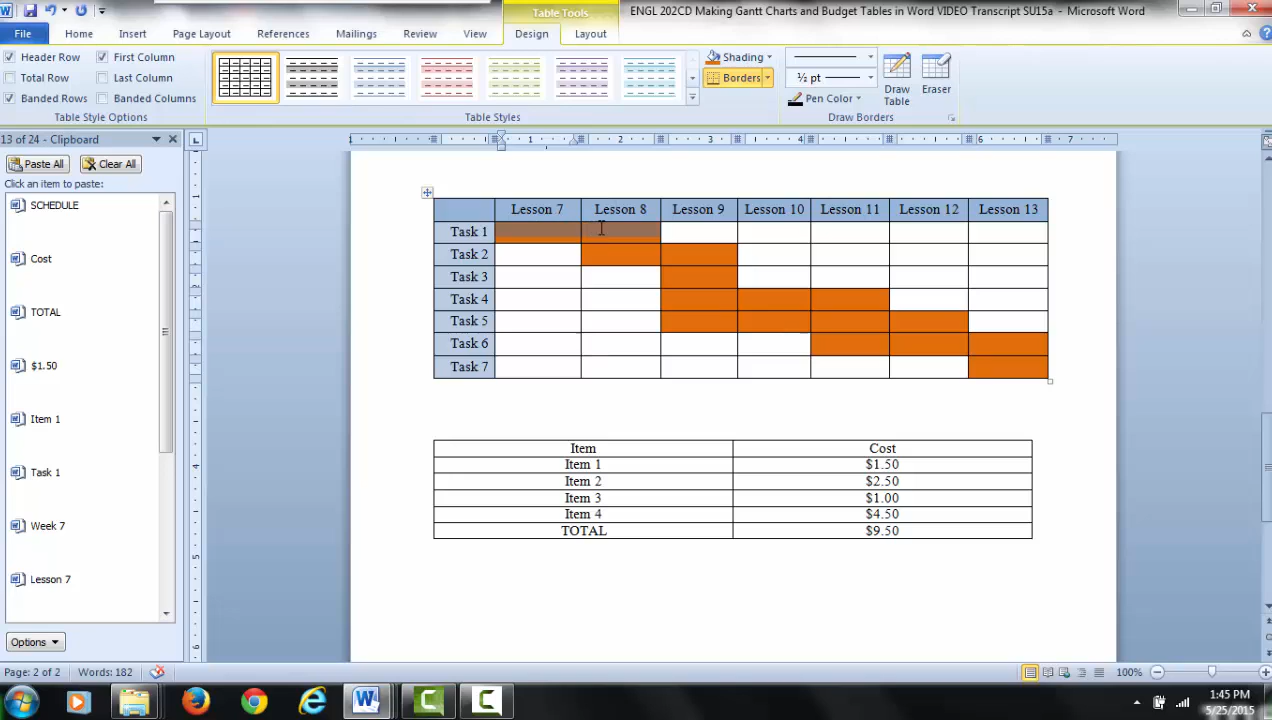 ENGL 202CD Making Gantt Charts and Budget Tables in Word VIDEO Transcript SU15a - Microsoft Word
Table Tools
File Home Insert Page Layout References Mailings Review View Design Layout
Header Row First Column
Total Row Last Column
Banded Rows Banded Columns
Table Style Options
Table Styles
Shading
Borders
½ pt
Pen Color
Draw Table
Eraser
Draw Borders
13 of 24 - Clipboard
Paste All Clear All
Click an item to paste:
SCHEDULE
Cost
TOTAL
$1.50
Item 1
Task 1
Week 7
Lesson 7
Options
1 1 2 3 4 6 7
Lesson 7 Lesson 8 Lesson 9 Lesson 10 Lesson 11 Lesson 12 Lesson 13
Task 1
Task 2
Task 3
Task 4
Task 5
Task 6
Task 7
Item Cost
Item 1 $1.50
Item 2 $2.50
Item 3 $1.00
Item 4 $4.50
TOTAL $9.50
Page: 2 of 2 Words: 182
100%
1:45 PM
5/25/2015